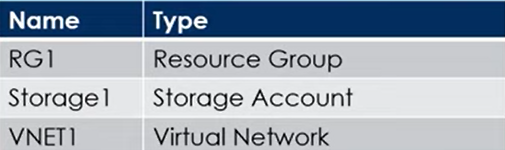 Name Type
RG1 Resource Group
Storage1 Storage Account
VNET1 Virtual Network